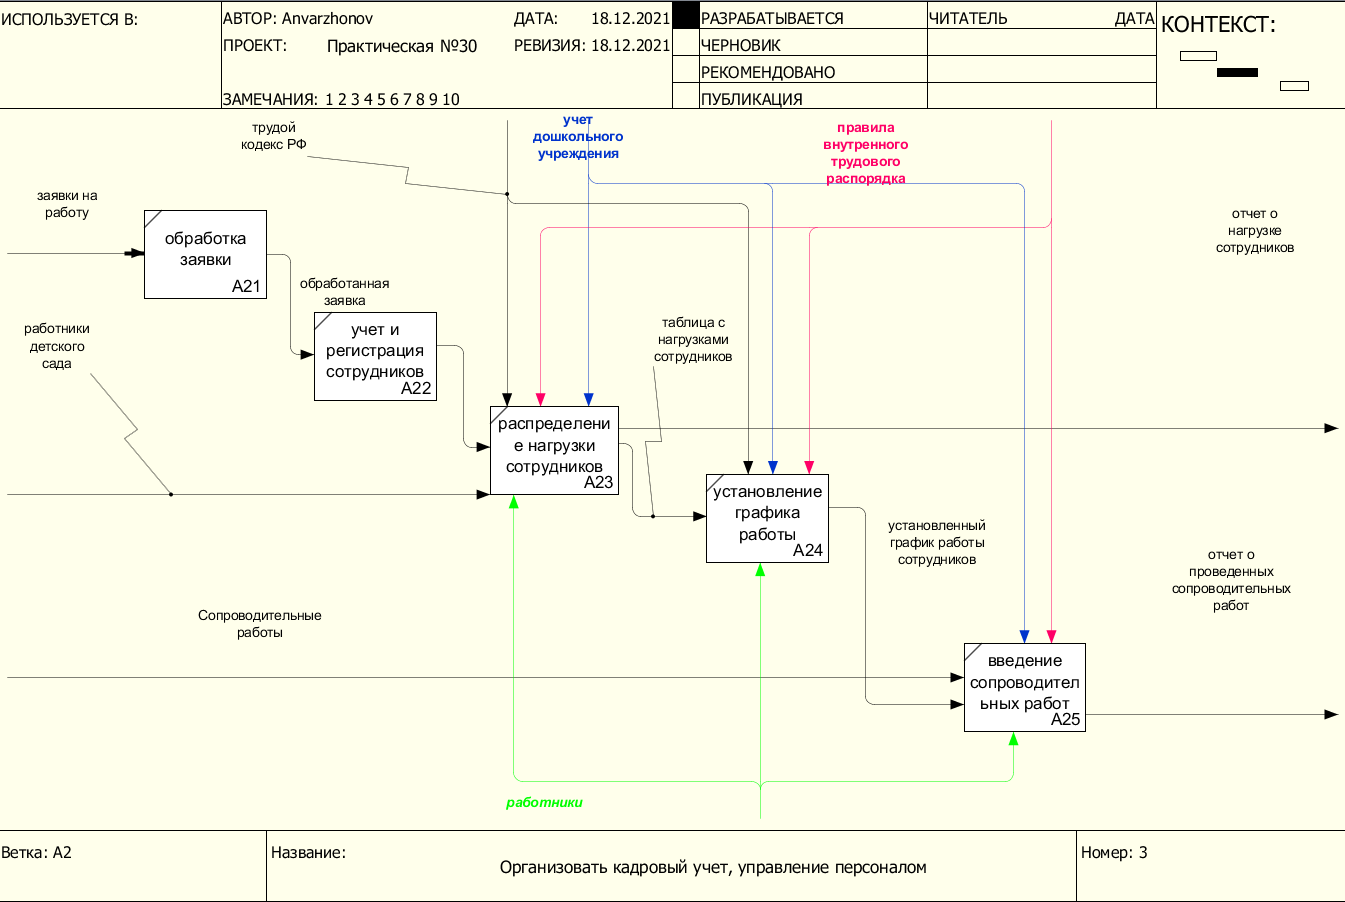 ИСПОЛЬЗУЕТСЯ В:
АВТОР: Anvarzhonov
ДАТА: 18.12.2021
ПРОЕКТ: Практическая №30
РЕВИЗИЯ: 18.12.2021
ЗАМЕЧАНИЯ: 1 2 3 4 5 6 7 8 9 10
РАЗРАБАТЫВАЕТСЯ
ЧЕРНОВИК
РЕКОМЕНДОВАНО
ПУБЛИКАЦИЯ
ЧИТАТЕЛЬ
ДАТА
КОНТЕКСТ:
трудой
кодекс РФ
учет
дошкольного
учреждения
правила
внутренного
трудового
распорядка
заявки на
работу
обработка
заявки
A21
отчет о
нагрузке
сотрудников
обработанная
заявка
работники
детского
сада
учет и
регистрация
сотрудников
A22
таблица с
нагрузками
сотрудников
распределени
е нагрузки
сотрудников
A23
установление
графика
работы
A24
установленный
график работы
сотрудников
отчет о
проведенных
сопроводительных
работ
Сопроводительные
работы
введение
сопроводител
ьных работ
A25
работники
Ветка: A2
Название:
Организовать кадровый учет, управление персоналом
Номер: 3